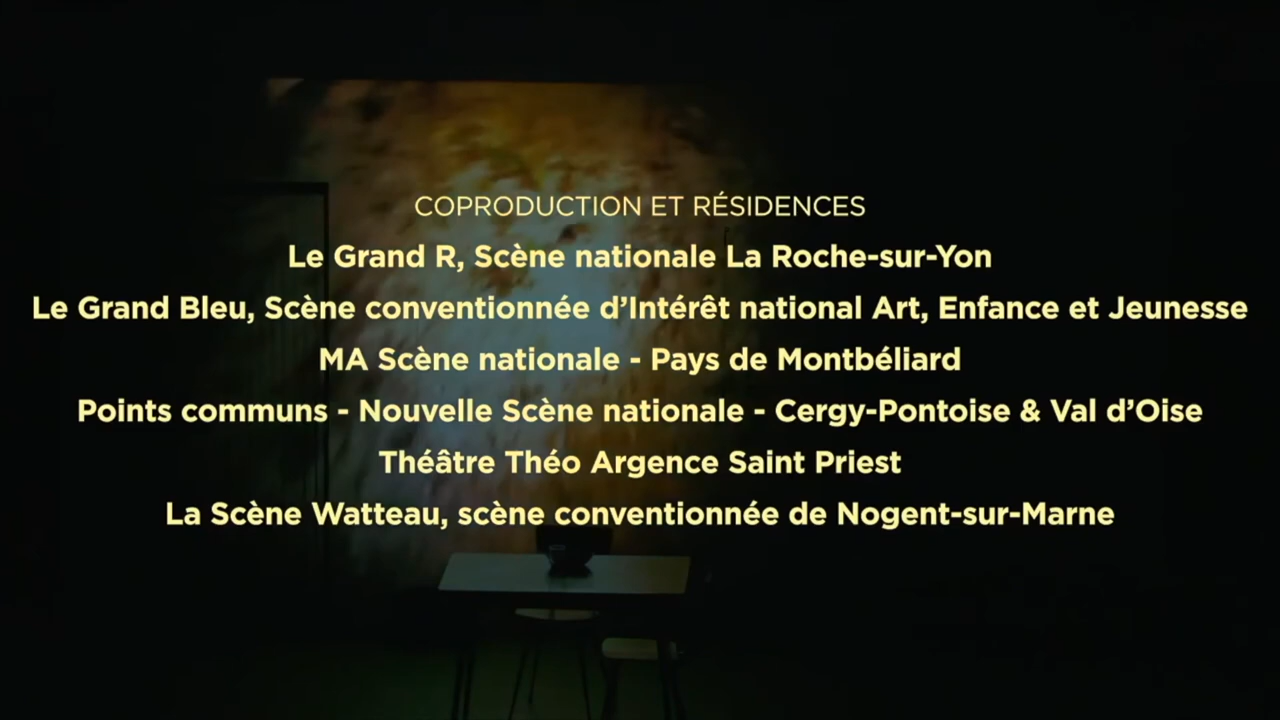 COPRODUCTION ET RÉSIDENCES
Le Grand R, Scène nationale La Roche-sur-Yon
Le Grand Bleu, Scène conventionnée d’Intérêt national Art, Enfance et Jeunesse
MA Scène nationale - Pays de Montbéliard
Points communs - Nouvelle Scène nationale - Cergy-Pontoise & Val d’Oise
Théâtre Théo Argence Saint Priest
La Scène Watteau, scène conventionnée de Nogent-sur-Marne